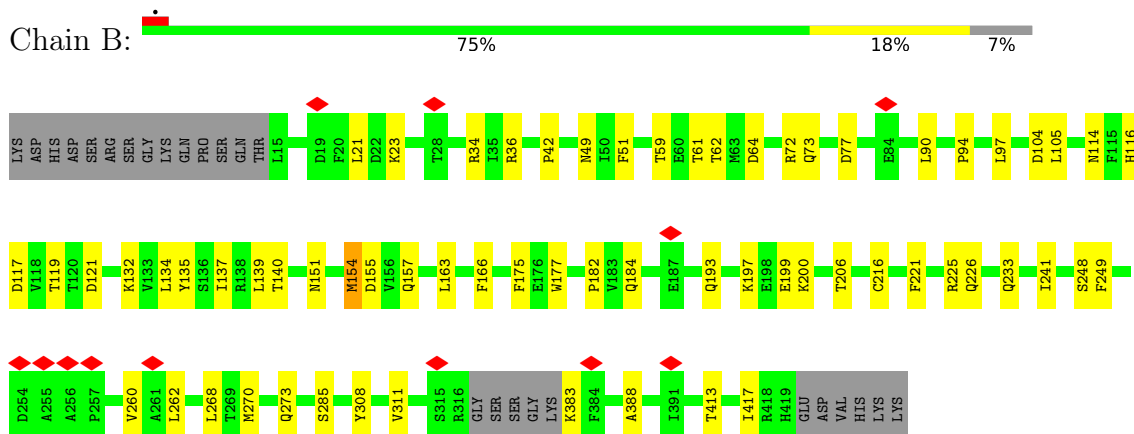 Chain B:
75% 18% 7%
LYS ASP HIS ASP SER ARG SER GLY LYS GLN PRO SER GLN THR L15 D19 F20 L21 D22 K23 T28 R34 I35 R36 P42 N49 I50 F51 T59 E60 T61 T62 M63 D64 R72 Q73 D77 E84 L90 P94 L97 D104 L105 N114 F115 H116
D117 V118 T119 T120 D121 K132 V133 L134 Y135 S136 I137 R138 L139 T140 N151 M154 D155 V156 Q157 L163 F166 F175 E176 W177 P182 V183 Q184 E187 Q193 K197 E198 E199 K200 T206 C216 F221 R225 Q226 Q233 I241 S248 F249
D254 A255 A256 P257 V260 A261 L262 L268 T269 M270 Q273 S285 Y308 V311 S315 R316 GLY SER SER GLY LYS K383 F384 A388 I391 T413 I417 R418 H419 GLU ASP VAL HIS LYS LYS